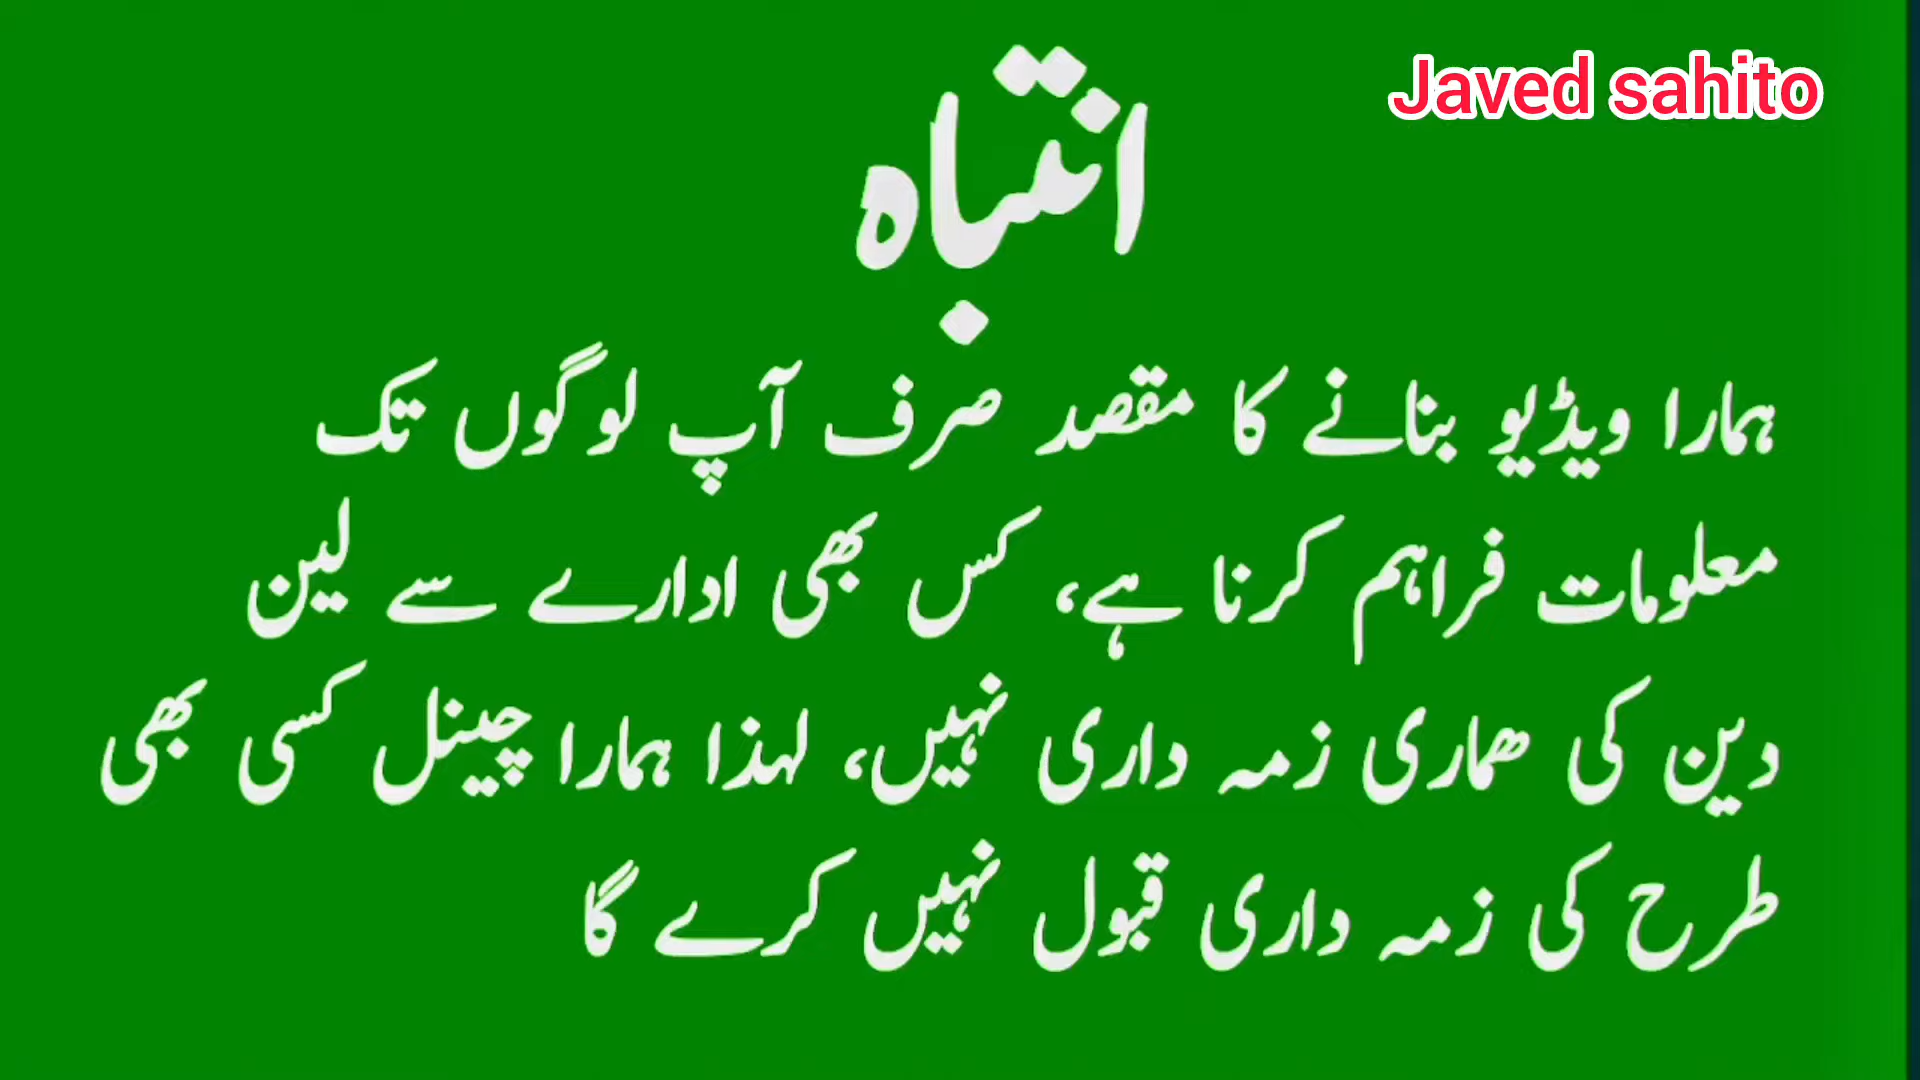 Javed sahito
انتباہ
ہمارا ویڈیو بنانے کا مقصد صرف آپ لوگوں تک
معلومات فراہم کرنا ہے، کس بھی ادارے سے لین
دین کی ھماری زمہ داری نہیں، لہذا ہمارا چینل کسی بھی
طرح کی زمہ داری قبول نہیں کرے گا